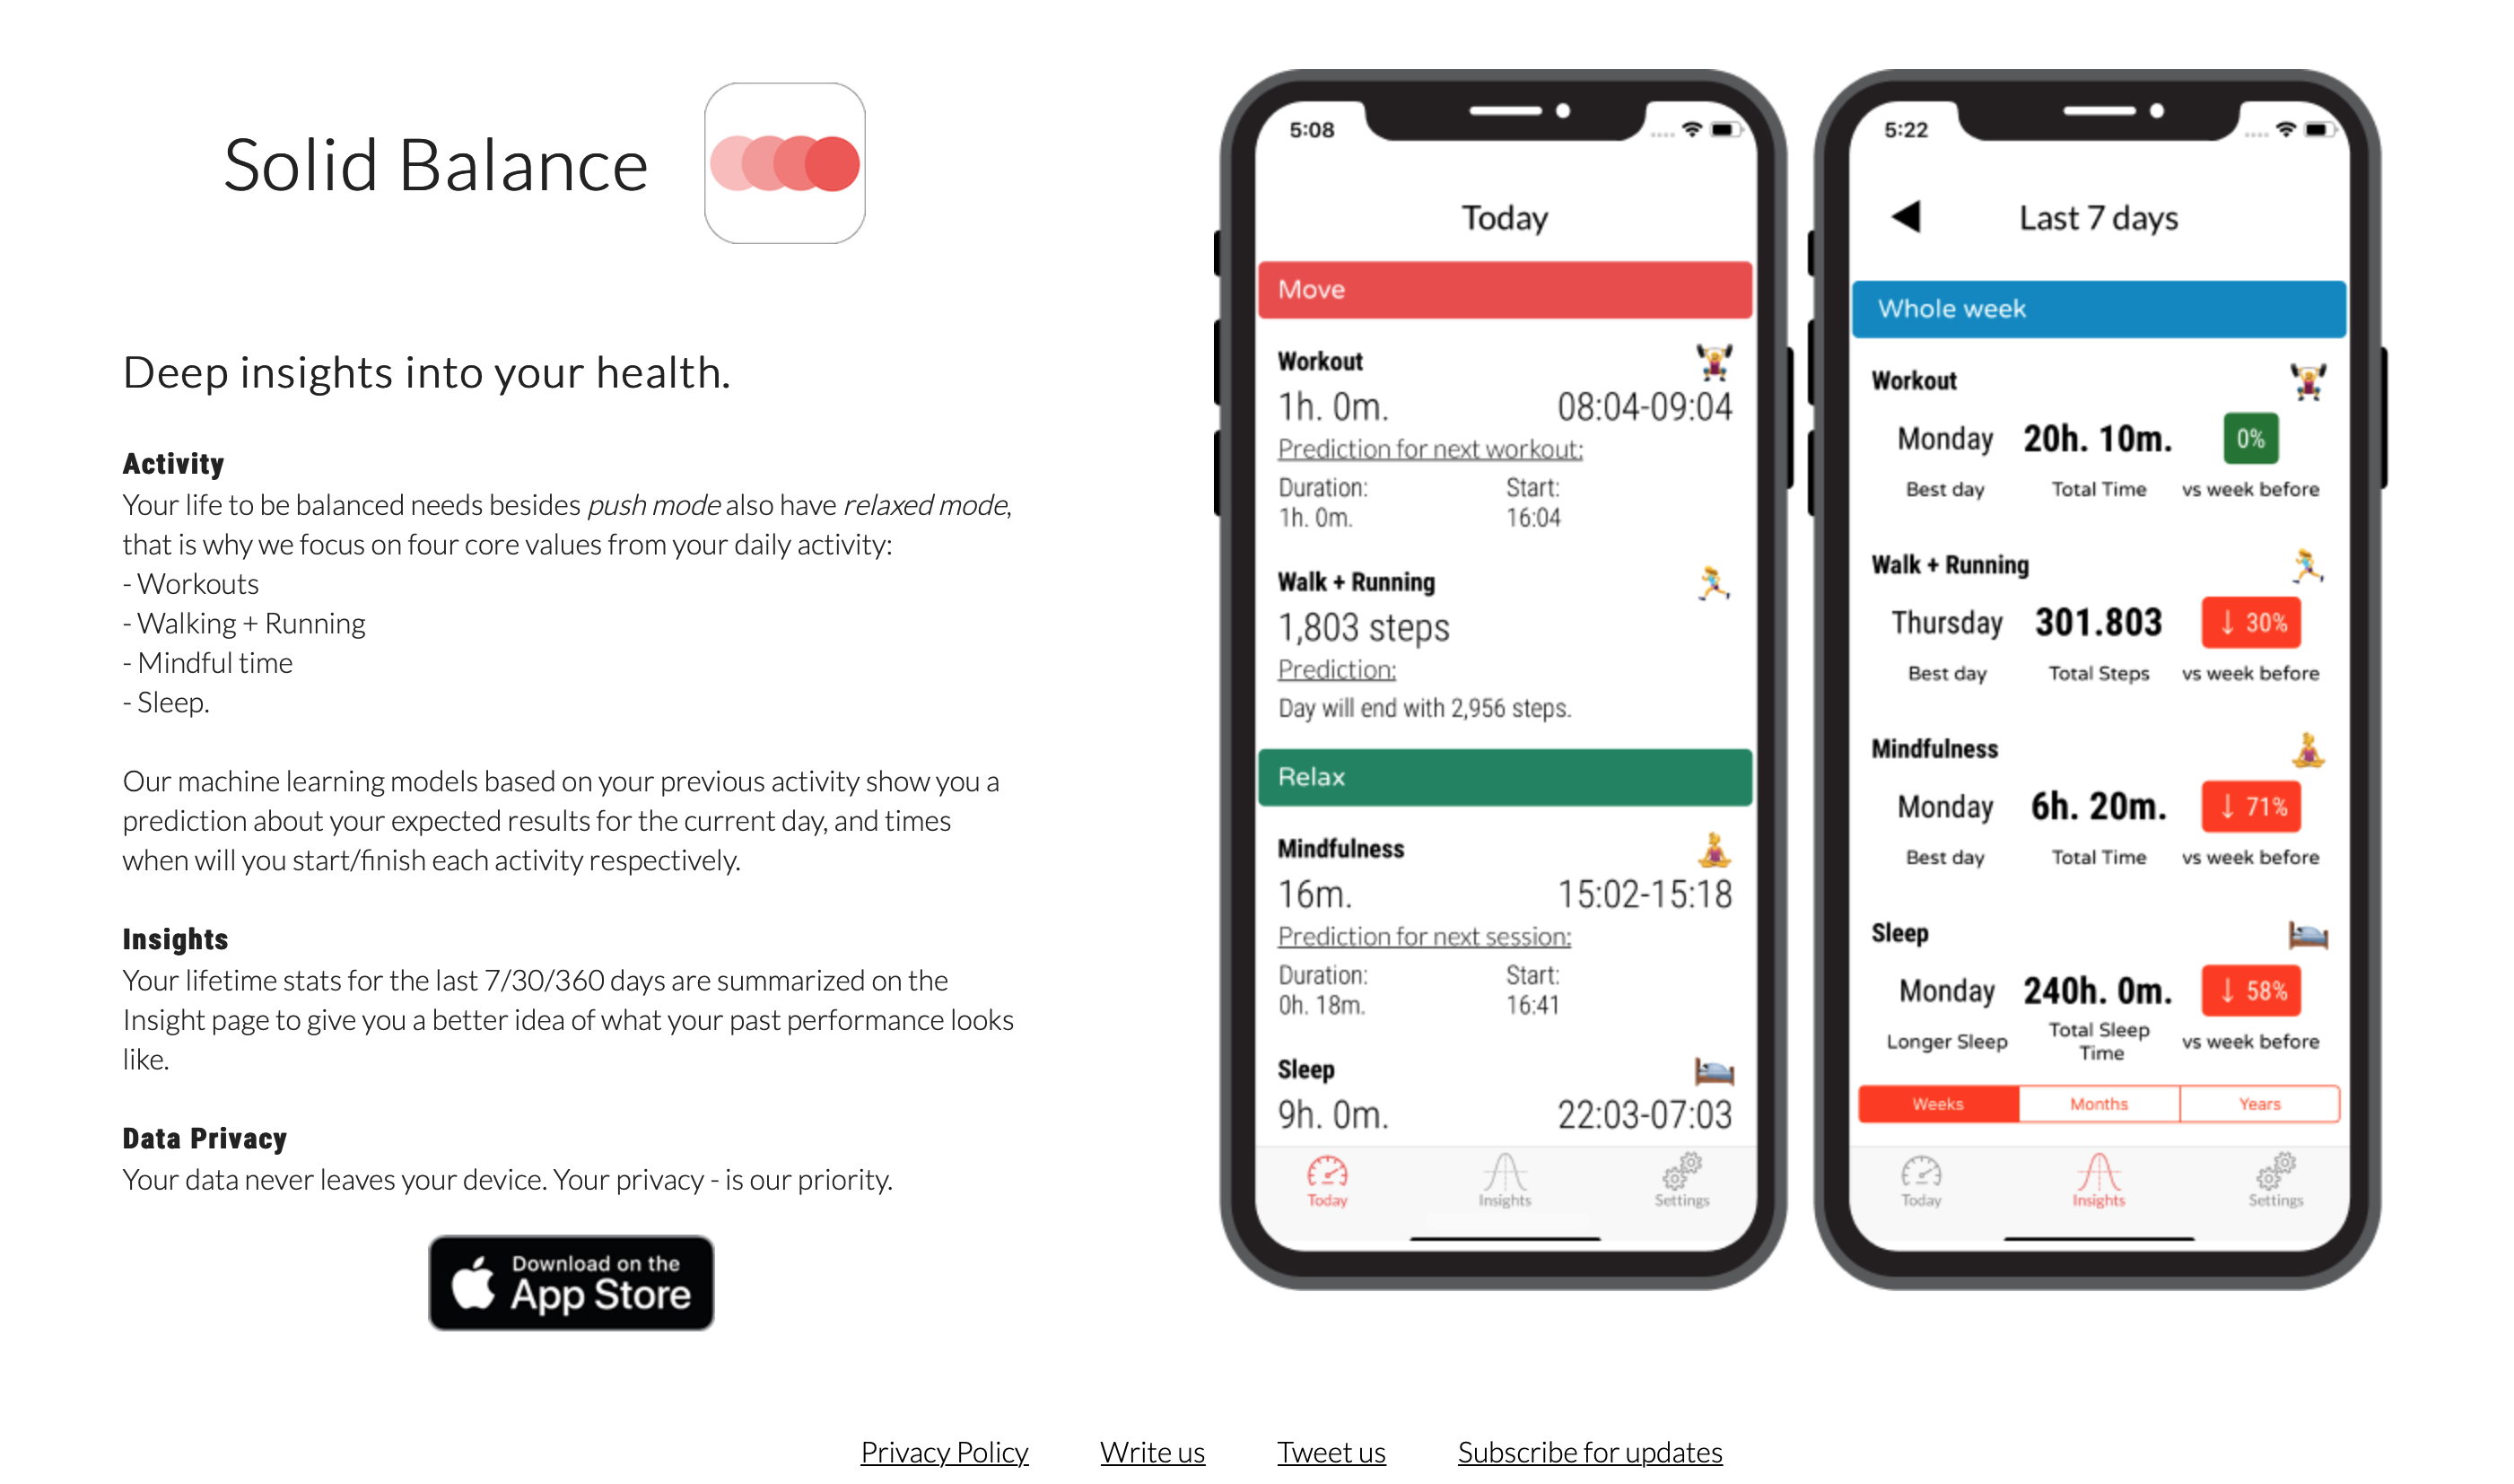 Solid Balance
Deep insights into your health.
Activity
Your life to be balanced needs besides push mode also have relaxed mode,
that is why we focus on four core values from your daily activity:
- Workouts
- Walking + Running
- Mindful time
- Sleep.
Our machine learning models based on your previous activity show you a
prediction about your expected results for the current day, and times
when will you start/finish each activity respectively.
Insights
Your lifetime stats for the last 7/30/360 days are summarized on the
Insight page to give you a better idea of what your past performance looks
like.
Data Privacy
Your data never leaves your device. Your privacy - is our priority.
Download on the
App Store
5:08
Today
Move
Workout
1h. 0m. 08:04-09:04
Prediction for next workout:
Duration: Start:
1h. 0m. 16:04
Walk + Running
1,803 steps
Prediction:
Day will end with 2,956 steps.
Relax
Mindfulness
16m. 15:02-15:18
Prediction for next session:
Duration: Start:
0h. 18m. 16:41
Sleep
9h. 0m. 22:03-07:03
Today Insights Settings
5:22
Last 7 days
Whole week
Workout
Monday 20h. 10m. 0%
Best day Total Time vs week before
Walk + Running
Thursday 301.803 ↓ 30%
Best day Total Steps vs week before
Mindfulness
Monday 6h. 20m. ↓ 71%
Best day Total Time vs week before
Sleep
Monday 240h. 0m. ↓ 58%
Longer Sleep Total Sleep Time vs week before
Weeks Months Years
Today Insights Settings
Privacy Policy Write us Tweet us Subscribe for updates